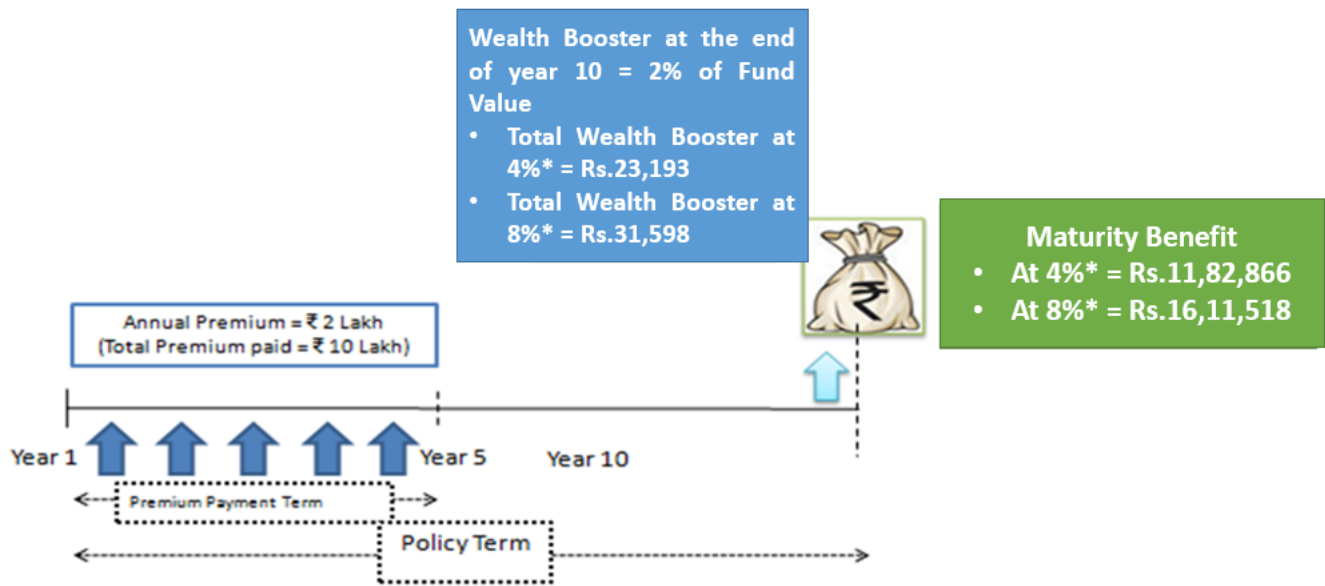 Wealth Booster at the end
of year 10 = 2% of Fund
Value
• Total Wealth Booster at
4%* = Rs.23,193
• Total Wealth Booster at
8%* = Rs.31,598
Maturity Benefit
• At 4%* = Rs.11,82,866
• At 8%* = Rs.16,11,518
₹
Annual Premium = ₹ 2 Lakh
(Total Premium paid = ₹ 10 Lakh)
Year 1
Year 5
Year 10
Premium Payment Term
Policy Term